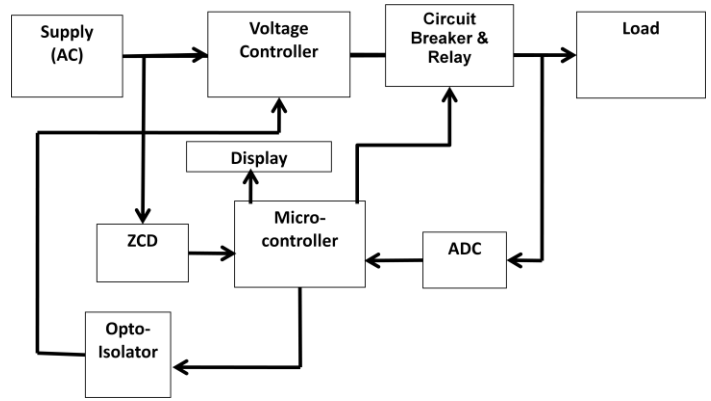 Supply
(AC)
Voltage
Controller
Circuit
Breaker &
Relay
Load
Display
Micro-
controller
ZCD
ADC
Opto-
Isolator